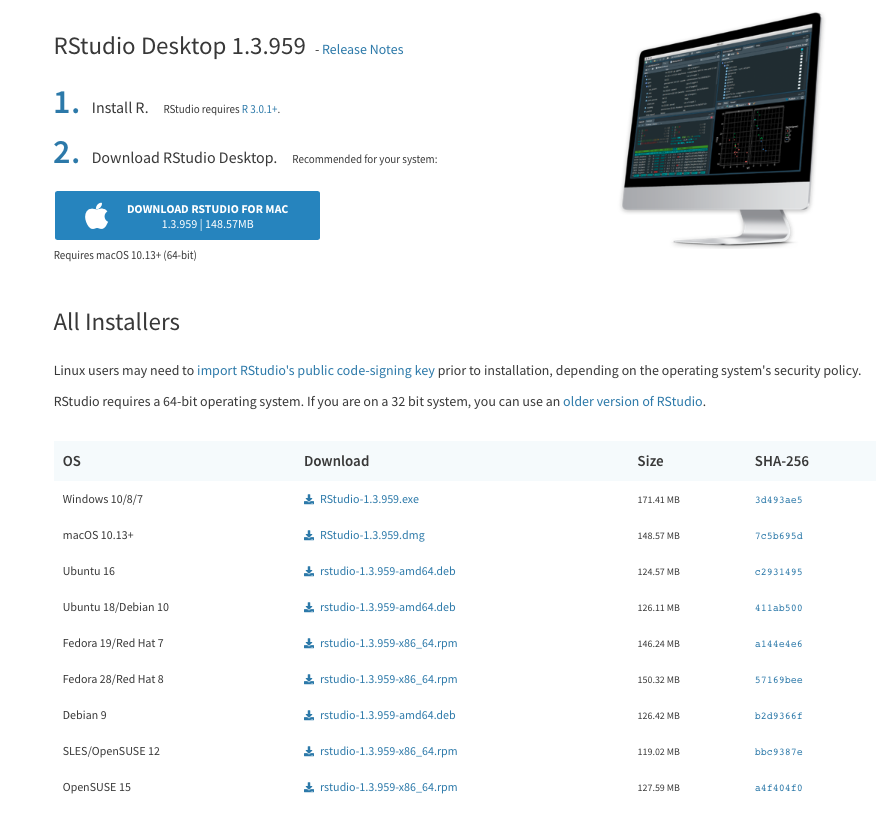 RStudio Desktop 1.3.959 - Release Notes
1. Install R. RStudio requires R 3.0.1+.
2. Download RStudio Desktop. Recommended for your system:
DOWNLOAD RSTUDIO FOR MAC
1.3.959 | 148.57MB
Requires macOS 10.13+ (64-bit)
All Installers
Linux users may need to import RStudio's public code-signing key prior to installation, depending on the operating system's security policy.
RStudio requires a 64-bit operating system. If you are on a 32 bit system, you can use an older version of RStudio.
OS Download Size SHA-256
Windows 10/8/7 RStudio-1.3.959.exe 171.41 MB 3d493ae5
macOS 10.13+ RStudio-1.3.959.dmg 148.57 MB 7c5b695d
Ubuntu 16 rstudio-1.3.959-amd64.deb 124.57 MB c2931495
Ubuntu 18/Debian 10 rstudio-1.3.959-amd64.deb 126.11 MB 411ab500
Fedora 19/Red Hat 7 rstudio-1.3.959-x86_64.rpm 146.24 MB a144e4e6
Fedora 28/Red Hat 8 rstudio-1.3.959-x86_64.rpm 150.32 MB 57169bee
Debian 9 rstudio-1.3.959-amd64.deb 126.42 MB b2d9366f
SLES/OpenSUSE 12 rstudio-1.3.959-x86_64.rpm 119.02 MB bbc9387e
OpenSUSE 15 rstudio-1.3.959-x86_64.rpm 127.59 MB a4f404f0